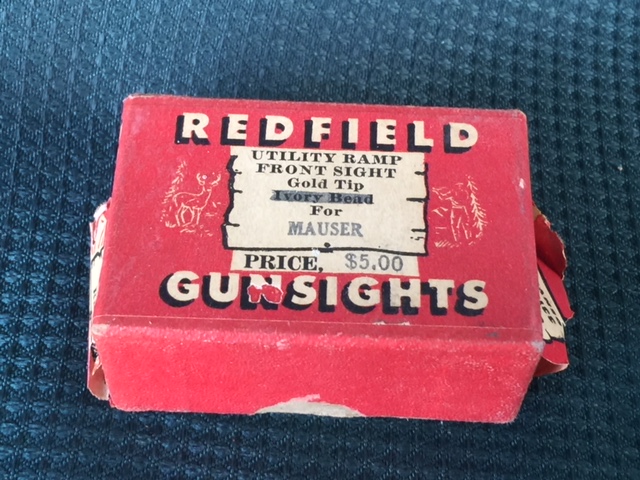 REDFIELD
UTILITY RAMP
FRONT SIGHT
Gold Tip
Ivory Bead
For
MAUSER
PRICE, $5.00
GUNSIGHTS